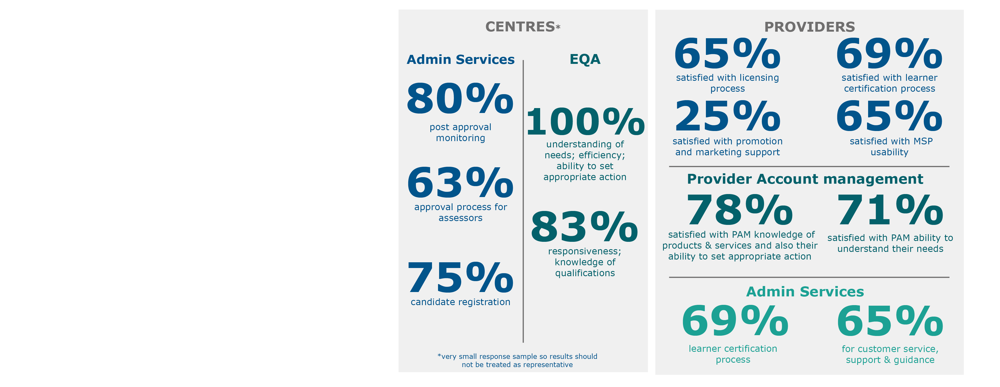 CENTRES*
Admin Services
80%
post approval
monitoring
63%
approval process for
assessors
75%
candidate registration
EQA
100%
understanding of
needs; efficiency;
ability to set
appropriate action
83%
responsiveness;
knowledge of
qualifications
*very small response sample so results should
not be treated as representative
PROVIDERS
65%
satisfied with licensing
process
69%
satisfied with learner
certification process
25%
satisfied with promotion
and marketing support
65%
satisfied with MSP
usability
Provider Account management
78%
satisfied with PAM knowledge of
products & services and also their
ability to set appropriate action
71%
satisfied with PAM ability to
understand their needs
Admin Services
69%
learner certification
process
65%
for customer service,
support & guidance